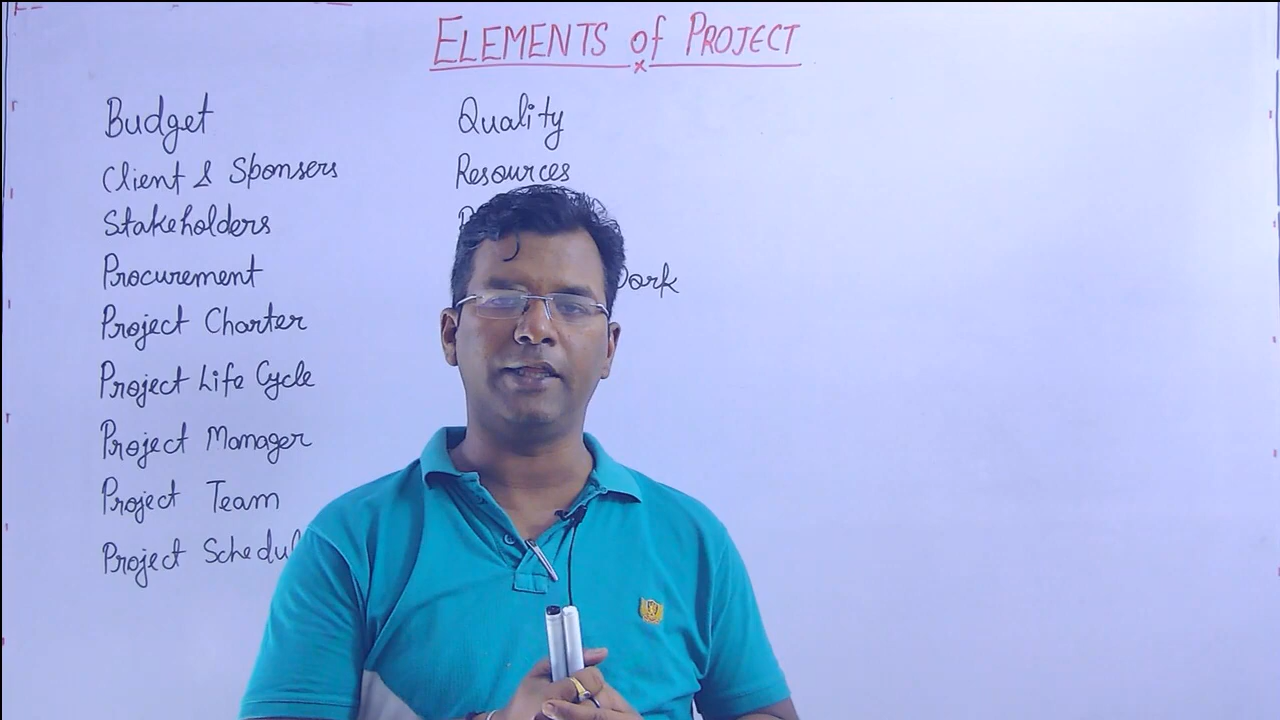 ELEMENTS of PROJECT
Budget
Client & Sponsers
Stakeholders
Procurement
Project Charter
Project Life Cycle
Project Manager
Project Team
Project
Quality
Resources